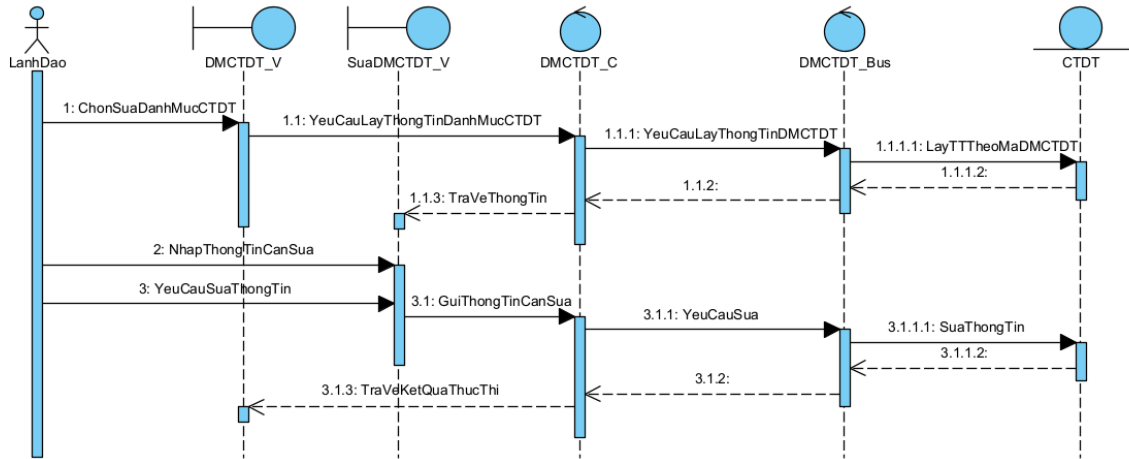 LanhDao
DMCTDT_V
SuaDMCTDT_V
DMCTDT_C
DMCTDT_Bus
CTDT
1: ChonSuaDanhMucCTDT
1.1: YeuCauLayThongTinDanhMucCTDT
1.1.1: YeuCauLayThongTinDMCTDT
1.1.1.1: LayTTTheoMaDMCTDT
1.1.1.2:
1.1.2:
1.1.3: TraVeThongTin
2: NhapThongTinCanSua
3: YeuCauSuaThongTin
3.1: GuiThongTinCanSua
3.1.1: YeuCauSua
3.1.1.1: SuaThongTin
3.1.1.2:
3.1.2:
3.1.3: TraVeKetQuaThucThi